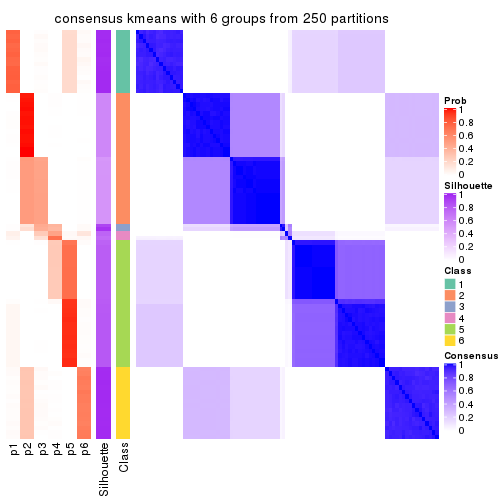 consensus kmeans with 6 groups from 250 partitions
Prob
1
0.8
0.6
0.4
0.2
0
Silhouette
1
0.8
0.6
0.4
0.2
0
Class
1
2
3
4
5
6
Consensus
1
0.8
0.6
0.4
0.2
0
p1
p2
p3
p4
p5
p6
Silhouette
Class